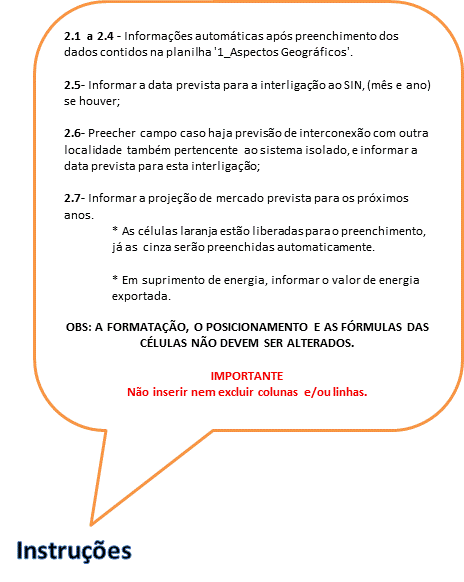 2.1 a 2.4 - Informações automáticas após preenchimento dos
dados contidos na planilha '1_Aspectos Geográficos'.
2.5- Informar a data prevista para a interligação ao SIN, (mês e ano)
se houver;
2.6- Preecher campo caso haja previsão de interconexão com outra
localidade também pertencente ao sistema isolado, e informar a
data prevista para esta interligação;
2.7- Informar a projeção de mercado prevista para os próximos
anos.
* As células laranja estão liberadas para o preenchimento,
já as cinza serão preenchidas automaticamente.
* Em suprimento de energia, informar o valor de energia
exportada.
OBS: A FORMATAÇÃO, O POSICIONAMENTO E AS FÓRMULAS DAS
CÉLULAS NÃO DEVEM SER ALTERADOS.
IMPORTANTE
Não inserir nem excluir colunas e/ou linhas.
Instruções